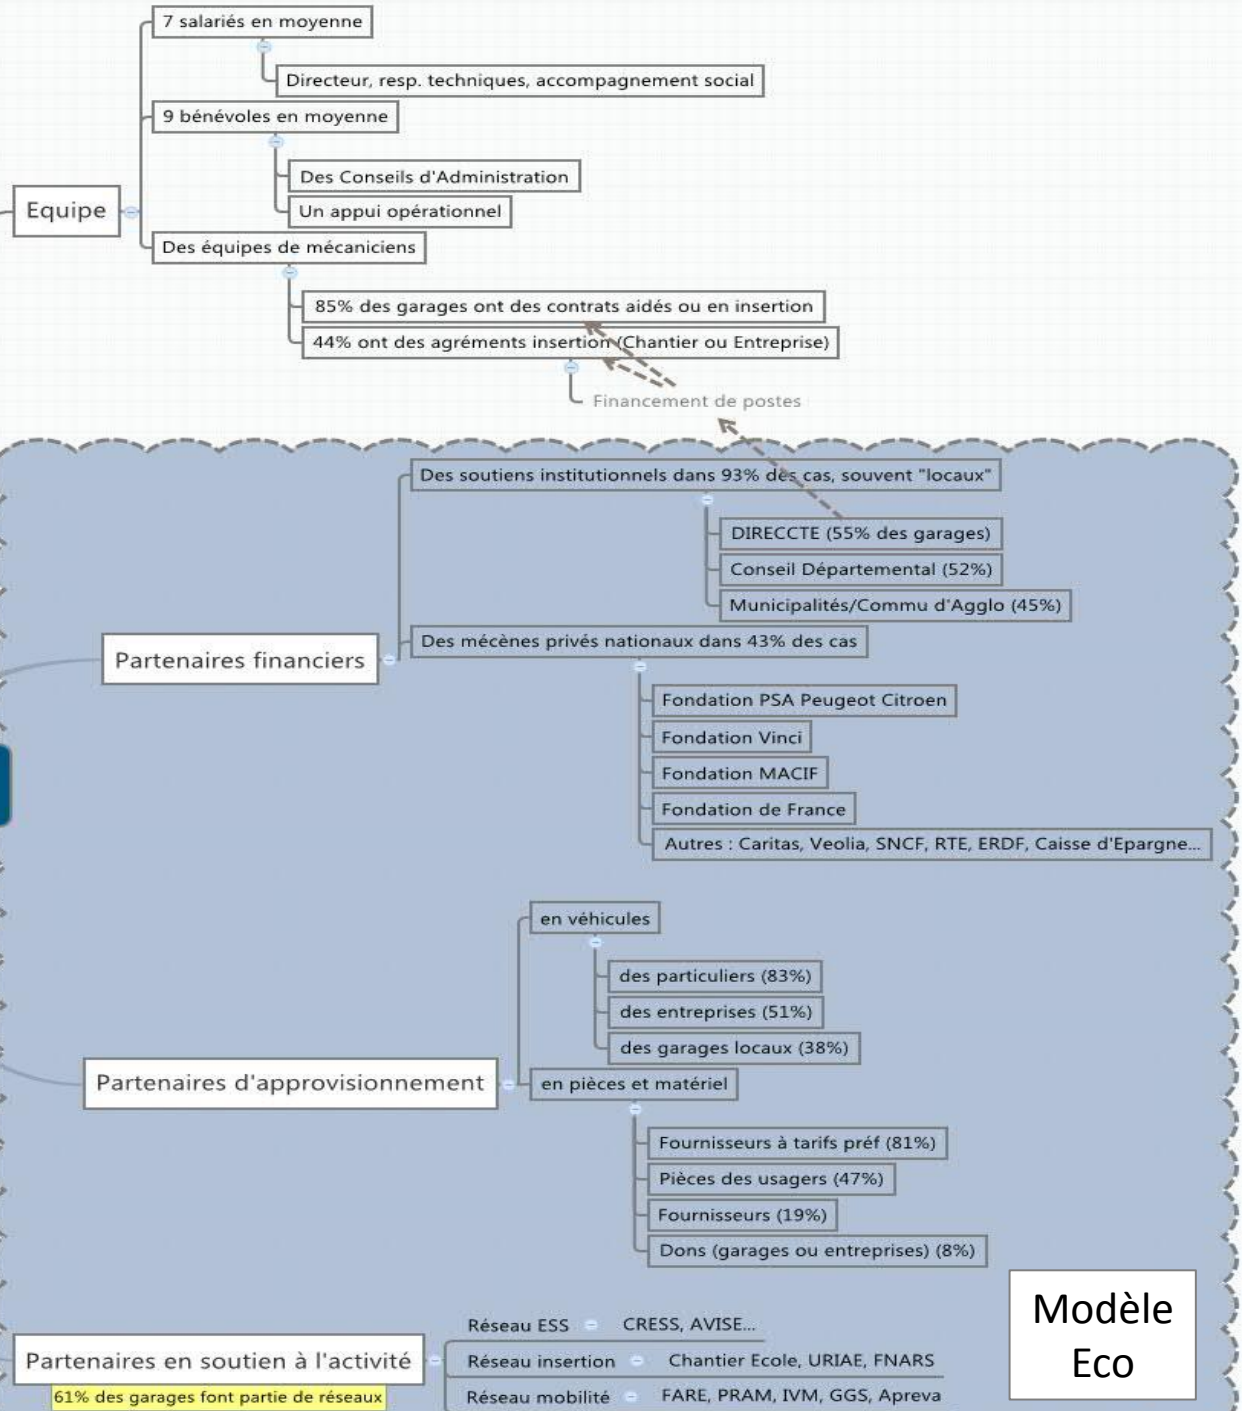 7 salariés en moyenne
Directeur, resp. techniques, accompagnement social
9 bénévoles en moyenne
Des Conseils d'Administration
Equipe
Un appui opérationnel
Des équipes de mécaniciens
85% des garages ont des contrats aidés ou en insertion
44% ont des agréments insertion (Chantier ou Entreprise)
Financement de postes
Des soutiens institutionnels dans 93% des cas, souvent "locaux"
DIRECCTE (55% des garages)
Conseil Départemental (52%)
Municipalités/Commu d'Agglo (45%)
Partenaires financiers
Des mécènes privés nationaux dans 43% des cas
Fondation PSA Peugeot Citroen
Fondation Vinci
Fondation MACIF
Fondation de France
Autres : Caritas, Veolia, SNCF, RTE, ERDF, Caisse d'Epargne...
en véhicules
des particuliers (83%)
des entreprises (51%)
des garages locaux (38%)
Partenaires d'approvisionnement
en pièces et matériel
Fournisseurs à tarifs préf (81%)
Pièces des usagers (47%)
Fournisseurs (19%)
Dons (garages ou entreprises) (8%)
Réseau ESS CRESS, AVISE...
Partenaires en soutien à l'activité
Réseau insertion Chantier Ecole, URIAE, FNARS
61% des garages font partie de réseaux
Réseau mobilité FARE, PRAM, IVM, GGS, Apreva
Modèle
Eco